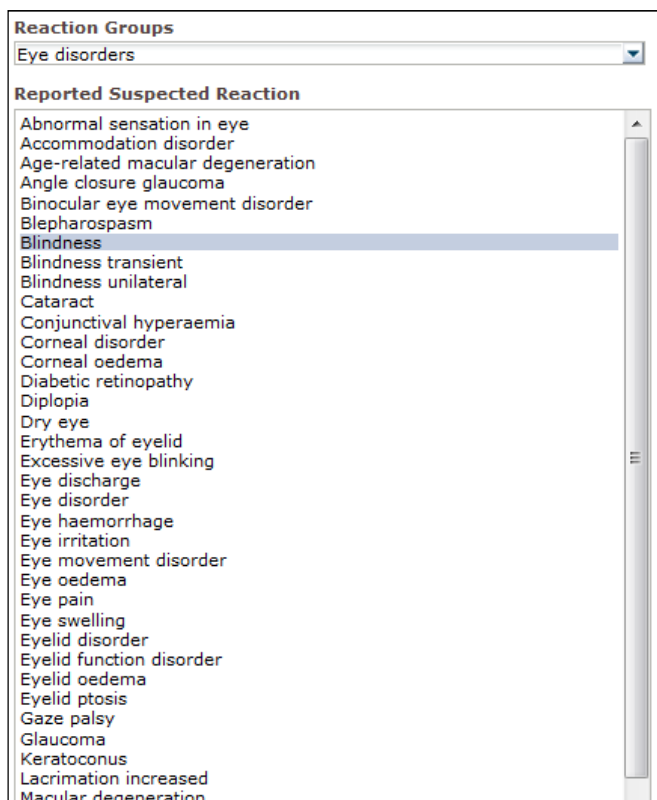 Reaction Groups
Eye disorders
Reported Suspected Reaction
Abnormal sensation in eye
Accommodation disorder
Age-related macular degeneration
Angle closure glaucoma
Binocular eye movement disorder
Blepharospasm
Blindness
Blindness transient
Blindness unilateral
Cataract
Conjunctival hyperaemia
Corneal disorder
Corneal oedema
Diabetic retinopathy
Diplopia
Dry eye
Erythema of eyelid
Excessive eye blinking
Eye discharge
Eye disorder
Eye haemorrhage
Eye irritation
Eye movement disorder
Eye oedema
Eye pain
Eye swelling
Eyelid disorder
Eyelid function disorder
Eyelid oedema
Eyelid ptosis
Gaze palsy
Glaucoma
Keratoconus
Lacrimation increased
Macular degeneration